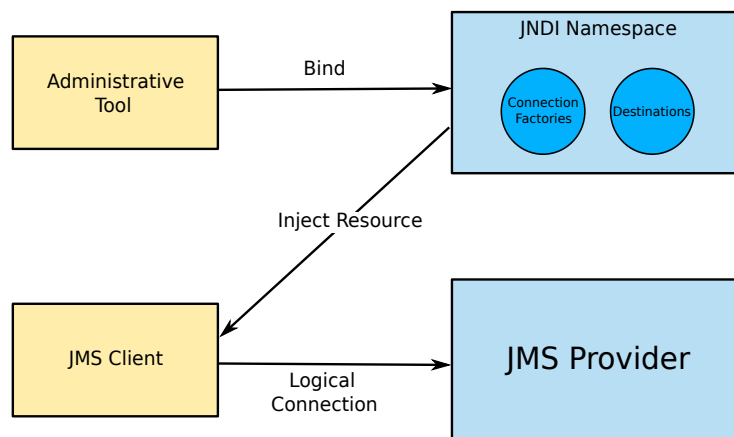 Administrative
Tool
Bind
JNDI Namespace
Connection
Factories
Destinations
Inject Resource
JMS Client
Logical
Connection
JMS Provider